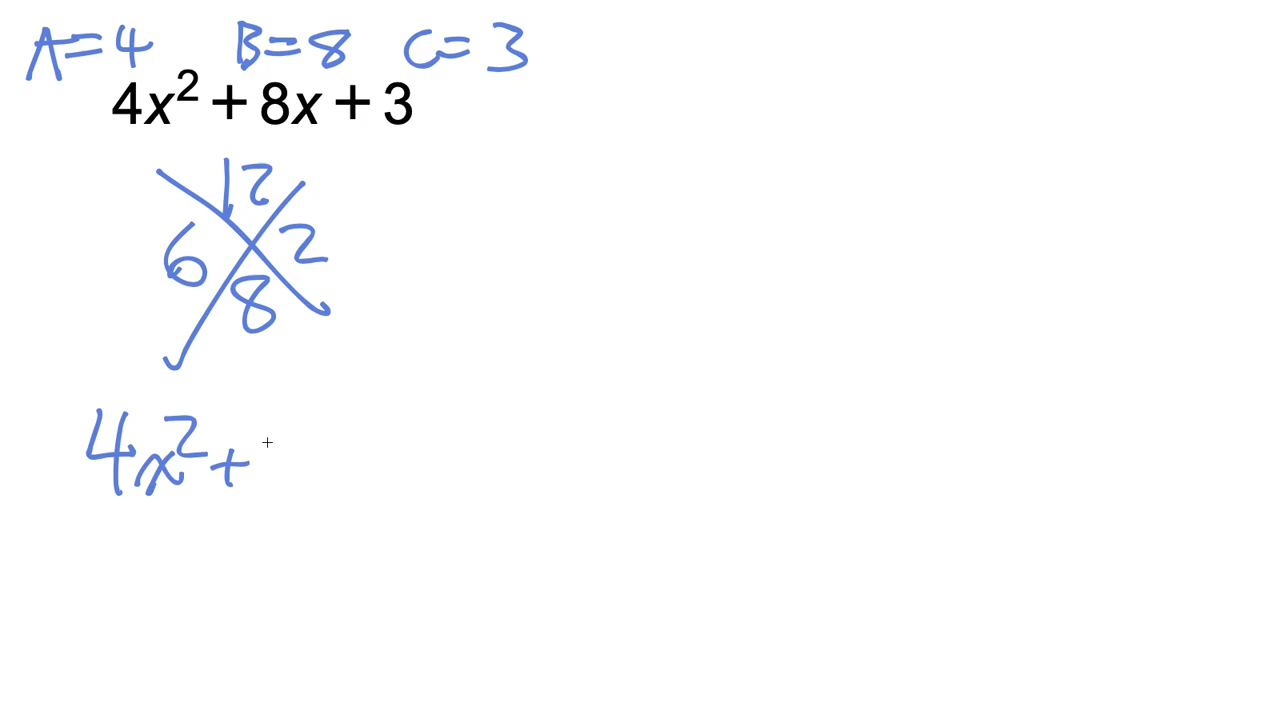 A=4 B=8 C=3
4x² + 8x + 3
12
6 2
8
4x² +